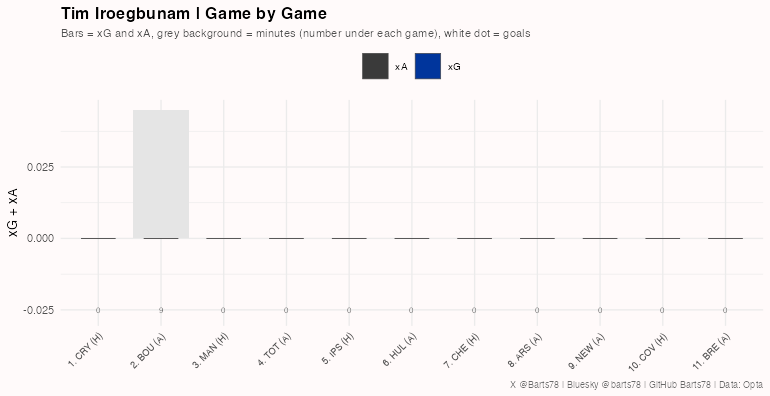 Tim Iroegbunam | Game by Game
Bars = xG and xA, grey background = minutes (number under each game), white dot = goals
xA xG
xG + xA
0.025
0.000
-0.025
0 9 0 0 0 0 0 0 0 0 0
1. CRY (H) 2. BOU (A) 3. MAN (H) 4. TOT (A) 5. IPS (H) 6. HUL (A) 7. CHE (H) 8. ARS (A) 9. NEW (A) 10. COV (H) 11. BRE (A)
X @Barts78 | Bluesky @barts78 | GitHub Barts78 | Data: Opta